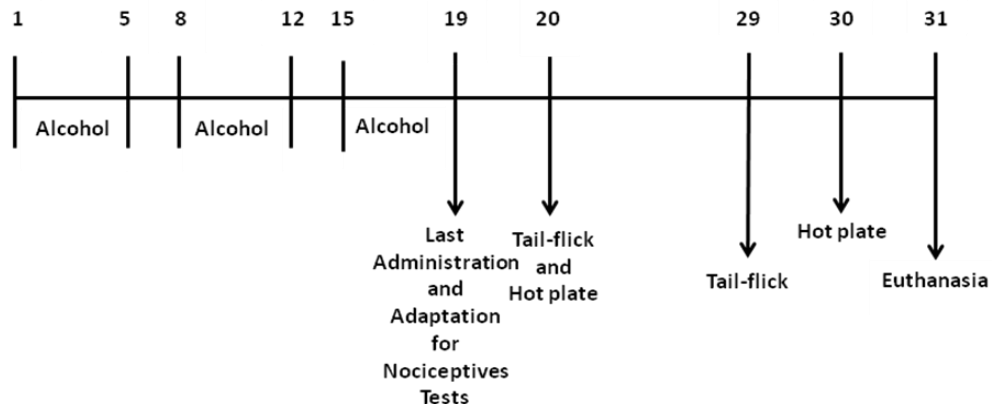 1 5 8 12 15 19 20 29 30 31
Alcohol Alcohol Alcohol
Last
Administration
and
Adaptation
for
Nociceptives
Tests
Tail-flick
and
Hot plate
Tail-flick
Hot plate
Euthanasia